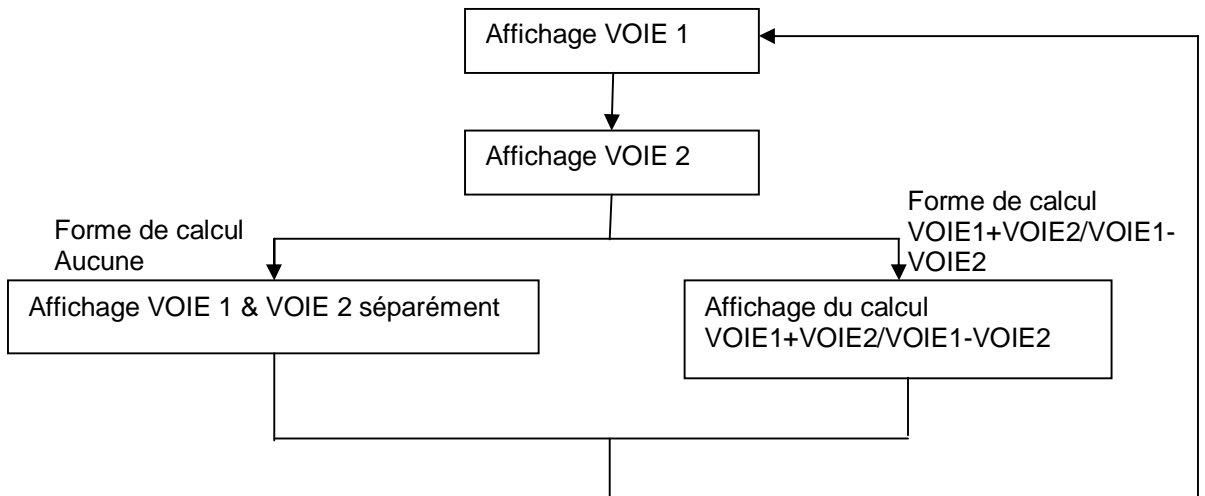 Affichage VOIE 1
Affichage VOIE 2
Forme de calcul
Aucune
Forme de calcul
VOIE1+VOIE2/VOIE1-
VOIE2
Affichage VOIE 1 & VOIE 2 séparément
Affichage du calcul
VOIE1+VOIE2/VOIE1-VOIE2